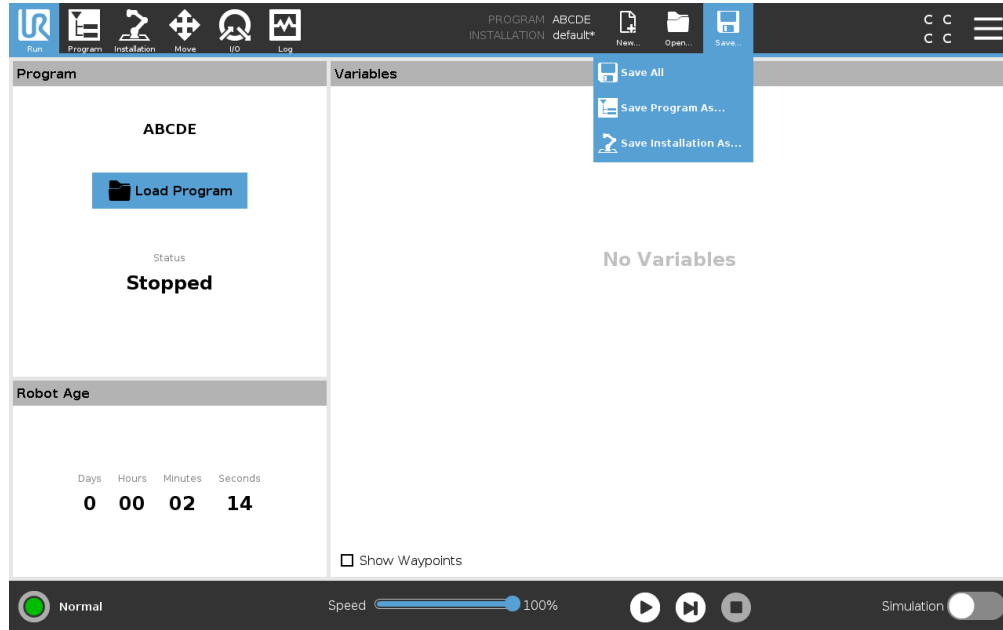 UR
PROGRAM ABCDE
INSTALLATION default*
C C
C C
Run Program Installation Move I/O Log New... Open... Save...
Program
Variables
Save All
Save Program As...
Save Installation As...
ABCDE
Load Program
Status
Stopped
No Variables
Robot Age
Days Hours Minutes Seconds
0 00 02 14
Show Waypoints
Normal
Speed 100%
Simulation